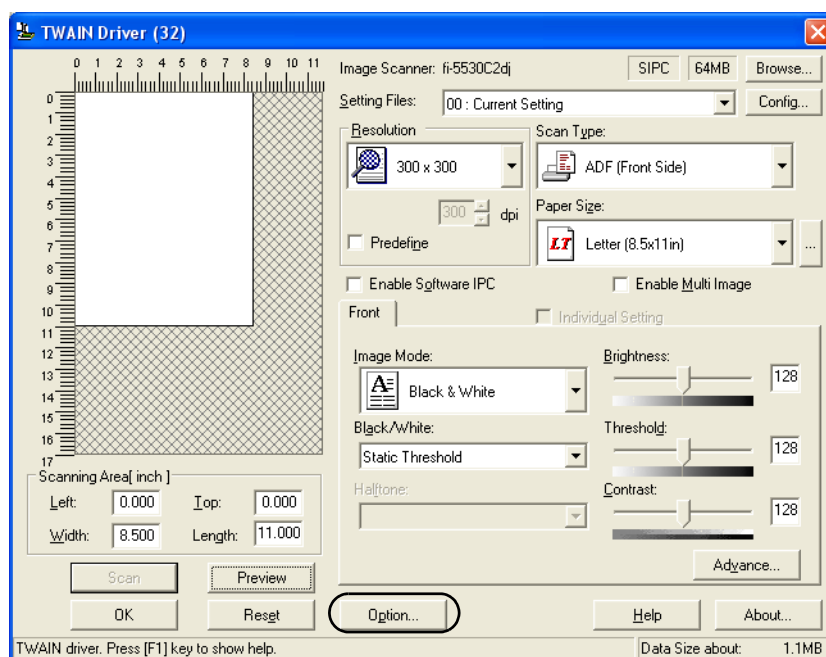 TWAIN Driver (32)
0 1 2 3 4 5 6 7 8 9 10 11
0
1
2
3
4
5
6
7
8
9
10
11
12
13
14
15
16
17
Image Scanner: fi-5530C2dj
SIPC
64MB
Browse...
Setting Files:
00 : Current Setting
Config...
Resolution
300 x 300
300
dpi
Predefine
Scan Type:
ADF (Front Side)
Paper Size:
LT
Letter (8.5x11in)
...
Enable Software IPC
Enable Multi Image
Front
Individual Setting
Image Mode:
A
Black & White
Brightness:
128
Black/White:
Static Threshold
Threshold:
128
Halftone:
Contrast:
128
Advance...
Scanning Area[ inch ]
Left: 0.000 Top: 0.000
Width: 8.500 Length: 11.000
Scan
Preview
OK
Reset
Option...
Help
About...
TWAIN driver. Press [F1] key to show help.
Data Size about: 1.1MB